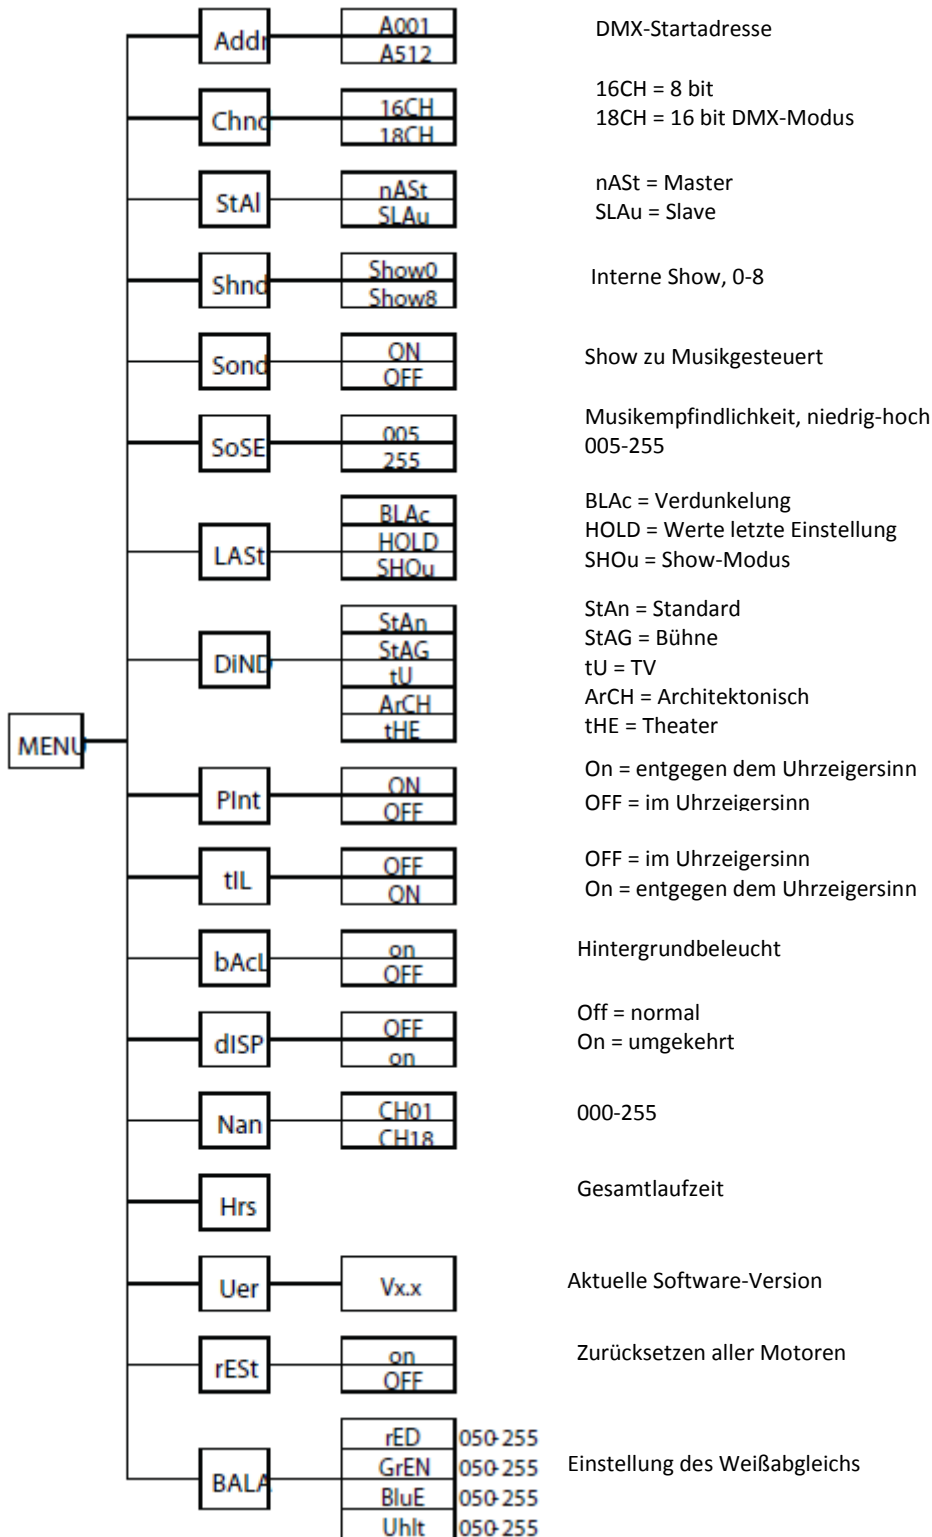 Addr
A001
A512
DMX-Startadresse
Chnd
16CH
18CH
16CH = 8 bit
18CH = 16 bit DMX-Modus
StAl
nASt
SLAu
nASt = Master
SLAu = Slave
Shnd
Show0
Show8
Interne Show, 0-8
Sond
ON
OFF
Show zu Musikgesteuert
SoSE
005
255
Musikempfindlichkeit, niedrig-hoch
005-255
LASt
BLAc
HOLD
SHOu
BLAc = Verdunkelung
HOLD = Werte letzte Einstellung
SHOu = Show-Modus
DiND
StAn
StAG
tU
ArCH
tHE
StAn = Standard
StAG = Bühne
tU = TV
ArCH = Architektonisch
tHE = Theater
MENU
PInt
ON
OFF
On = entgegen dem Uhrzeigersinn
OFF = im Uhrzeigersinn
tIL
OFF
ON
OFF = im Uhrzeigersinn
On = entgegen dem Uhrzeigersinn
bAcL
on
OFF
Hintergrundbeleucht
dISP
OFF
on
Off = normal
On = umgekehrt
Nan
CH01
CH18
000-255
Hrs
Gesamtlaufzeit
Uer
Vx.x
Aktuelle Software-Version
rESt
on
OFF
Zurücksetzen aller Motoren
BALA
rED 050-255
GrEN 050-255
BluE 050-255
Uhlt 050-255
Einstellung des Weißabgleichs